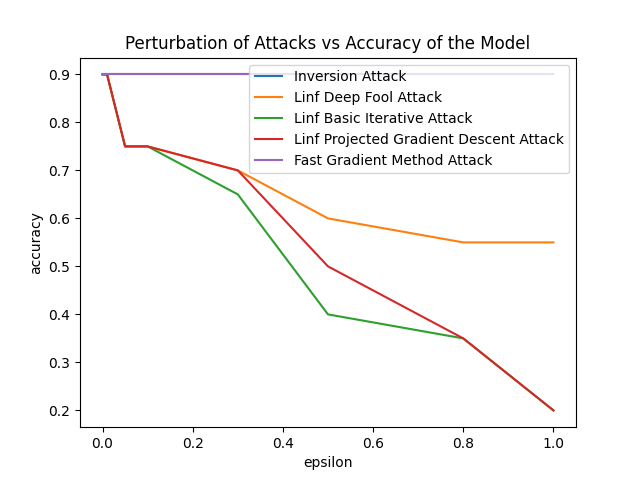 Perturbation of Attacks vs Accuracy of the Model
Inversion Attack
Linf Deep Fool Attack
Linf Basic Iterative Attack
Linf Projected Gradient Descent Attack
Fast Gradient Method Attack
accuracy
0.9
0.8
0.7
0.6
0.5
0.4
0.3
0.2
0.0 0.2 0.4 0.6 0.8 1.0
epsilon